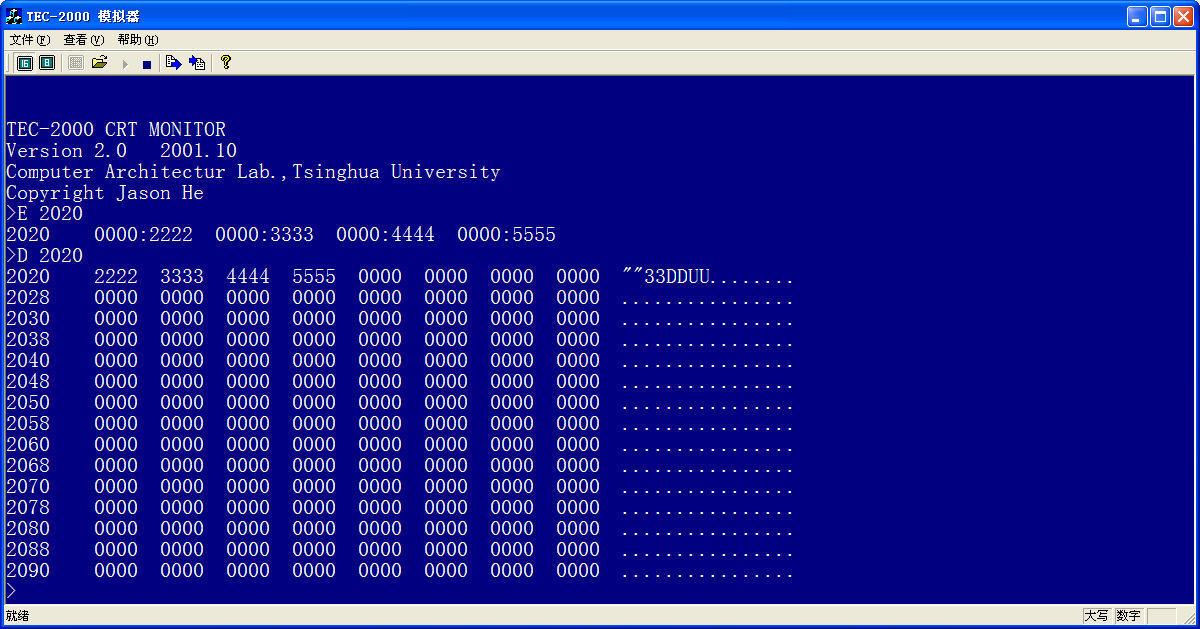 TEC-2000 模拟器
文件(F) 查看(V) 帮助(H)
16 8
TEC-2000 CRT MONITOR
Version 2.0   2001.10
Computer Architectur Lab.,Tsinghua University
Copyright Jason He
>E 2020
2020    0000:2222  0000:3333  0000:4444  0000:5555
>D 2020
2020    2222  3333  4444  5555  0000  0000  0000  0000  ""33DDUU........
2028    0000  0000  0000  0000  0000  0000  0000  0000  ................
2030    0000  0000  0000  0000  0000  0000  0000  0000  ................
2038    0000  0000  0000  0000  0000  0000  0000  0000  ................
2040    0000  0000  0000  0000  0000  0000  0000  0000  ................
2048    0000  0000  0000  0000  0000  0000  0000  0000  ................
2050    0000  0000  0000  0000  0000  0000  0000  0000  ................
2058    0000  0000  0000  0000  0000  0000  0000  0000  ................
2060    0000  0000  0000  0000  0000  0000  0000  0000  ................
2068    0000  0000  0000  0000  0000  0000  0000  0000  ................
2070    0000  0000  0000  0000  0000  0000  0000  0000  ................
2078    0000  0000  0000  0000  0000  0000  0000  0000  ................
2080    0000  0000  0000  0000  0000  0000  0000  0000  ................
2088    0000  0000  0000  0000  0000  0000  0000  0000  ................
2090    0000  0000  0000  0000  0000  0000  0000  0000  ................
>
就绪 大写 数字